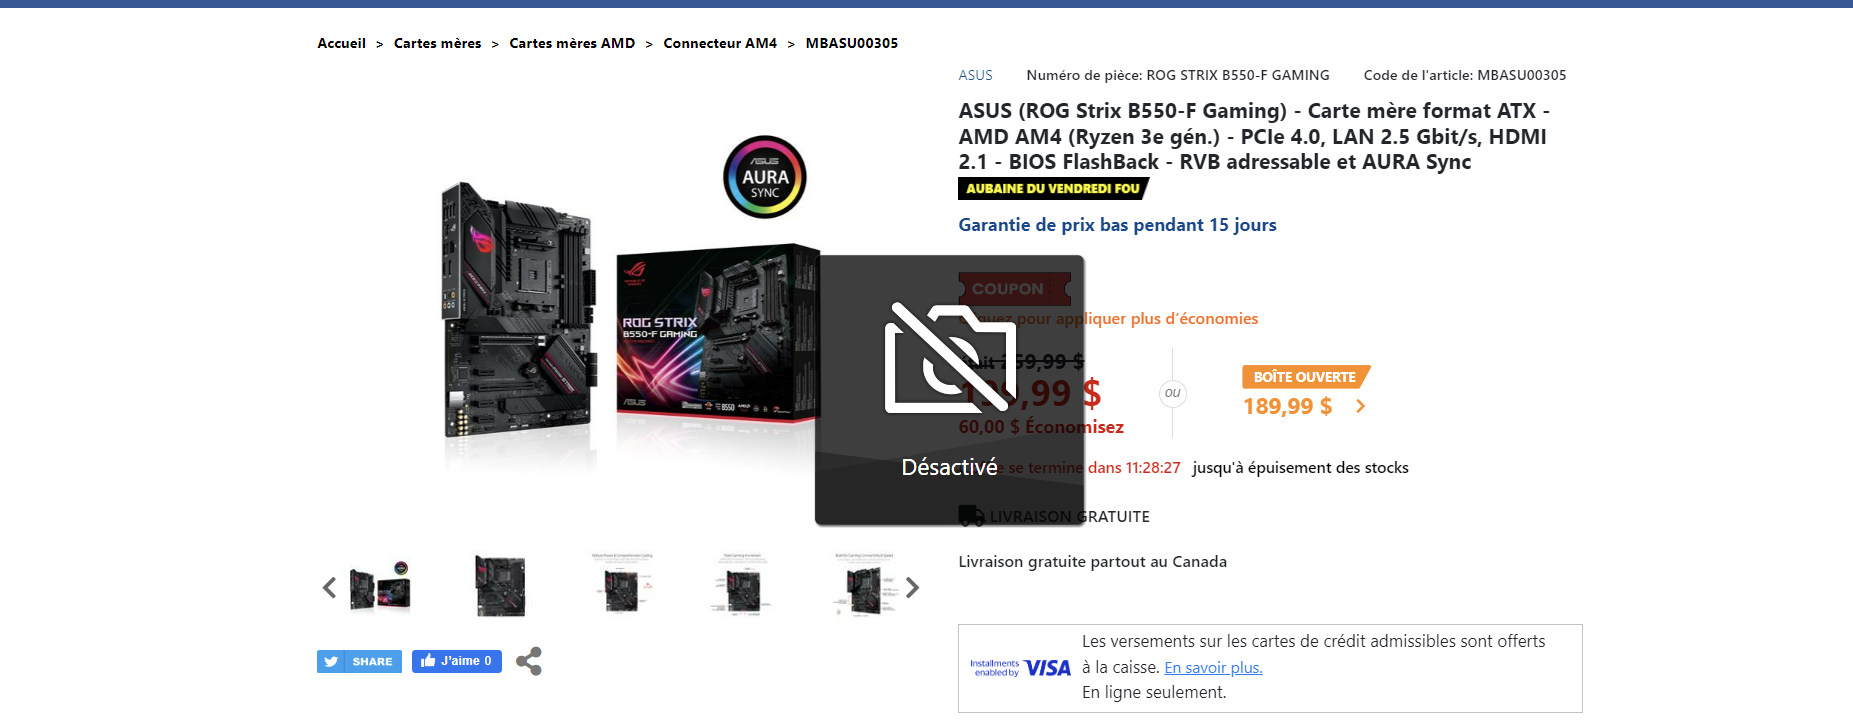 Accueil > Cartes mères > Cartes mères AMD > Connecteur AM4 > MBASU00305
ASUS Numéro de pièce: ROG STRIX B550-F GAMING Code de l'article: MBASU00305
ASUS (ROG Strix B550-F Gaming) - Carte mère format ATX -
AMD AM4 (Ryzen 3e gén.) - PCIe 4.0, LAN 2.5 Gbit/s, HDMI
2.1 - BIOS FlashBack - RVB adressable et AURA Sync
AUBAINE DU VENDREDI FOU
Garantie de prix bas pendant 15 jours
ASUS
AURA
SYNC
ROG STRIX
B550-F GAMING
ASUS
B550
COUPON
Cliquez pour appliquer plus d'économies
était 259,99 $
199,99 $
60,00 $ Économisez
ou
BOÎTE OUVERTE
189,99 $
Désactivé
se termine dans 11:28:27 jusqu'à épuisement des stocks
LIVRAISON GRATUITE
Livraison gratuite partout au Canada
SHARE
J'aime 0
Installments
enabled by VISA
Les versements sur les cartes de crédit admissibles sont offerts
à la caisse. En savoir plus.
En ligne seulement.